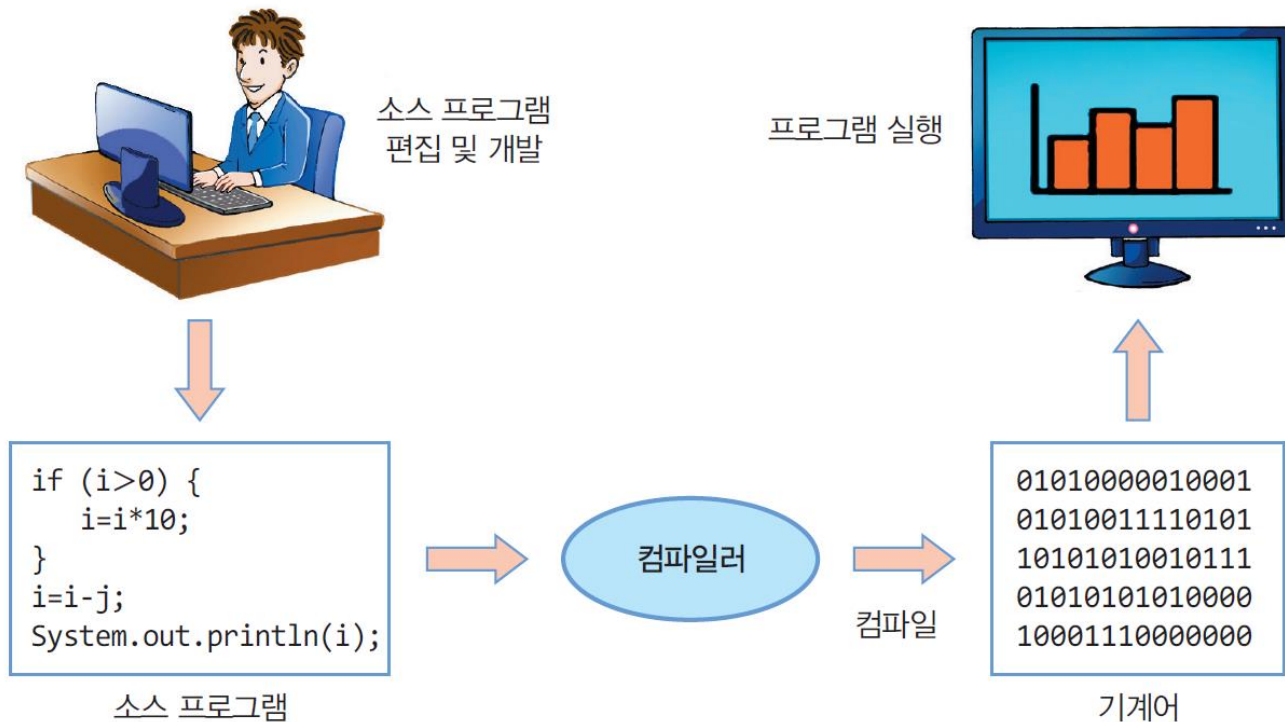 소스 프로그램
편집 및 개발
프로그램 실행
if (i>0) {
   i=i*10;
}
i=i-j;
System.out.println(i);
소스 프로그램
컴파일러
컴파일
01010000010001
01010011110101
10101010010111
01010101010000
10001110000000
기계어